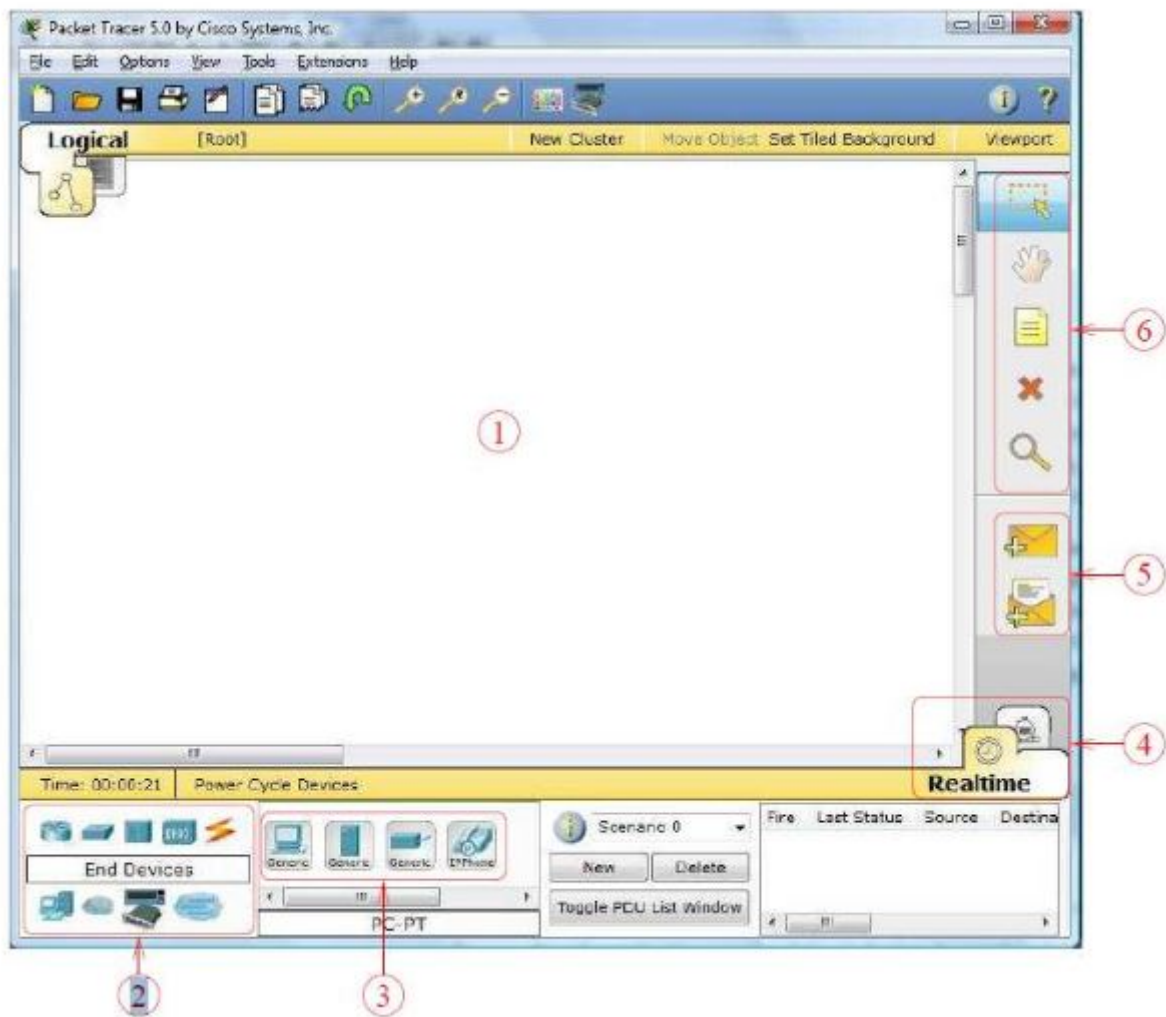 Packet Tracer 5.0 by Cisco Systems, Inc.
File Edit Options View Tools Extensions Help
Logical [Root] New Cluster Move Object Set Tiled Background Viewport
1
6
5
4
Realtime
Time: 00:06:21 Power Cycle Devices
End Devices
Generic Generic Generic IPPhone
PC-PT
Scenario 0
New Delete
Toggle PDU List Window
Fire Last Status Source Destina
2
3